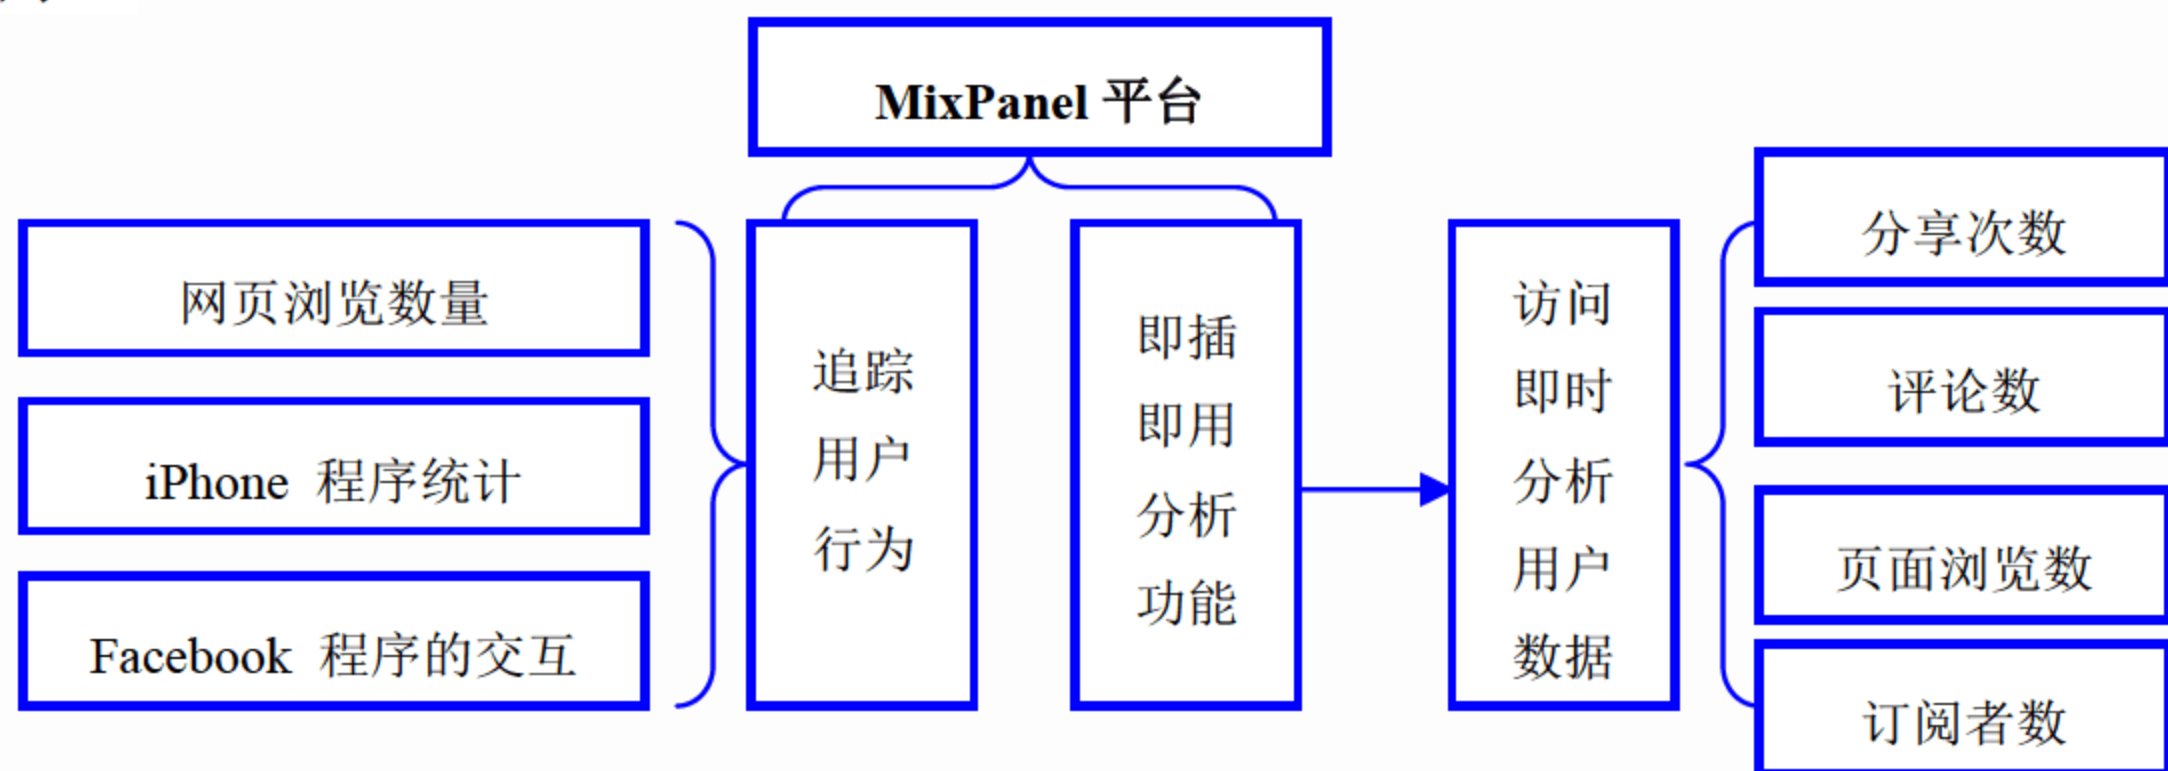 MixPanel 平台
网页浏览数量
iPhone 程序统计
Facebook 程序的交互
追踪
用户
行为
即插
即用
分析
功能
访问
即时
分析
用户
数据
分享次数
评论数
页面浏览数
订阅者数